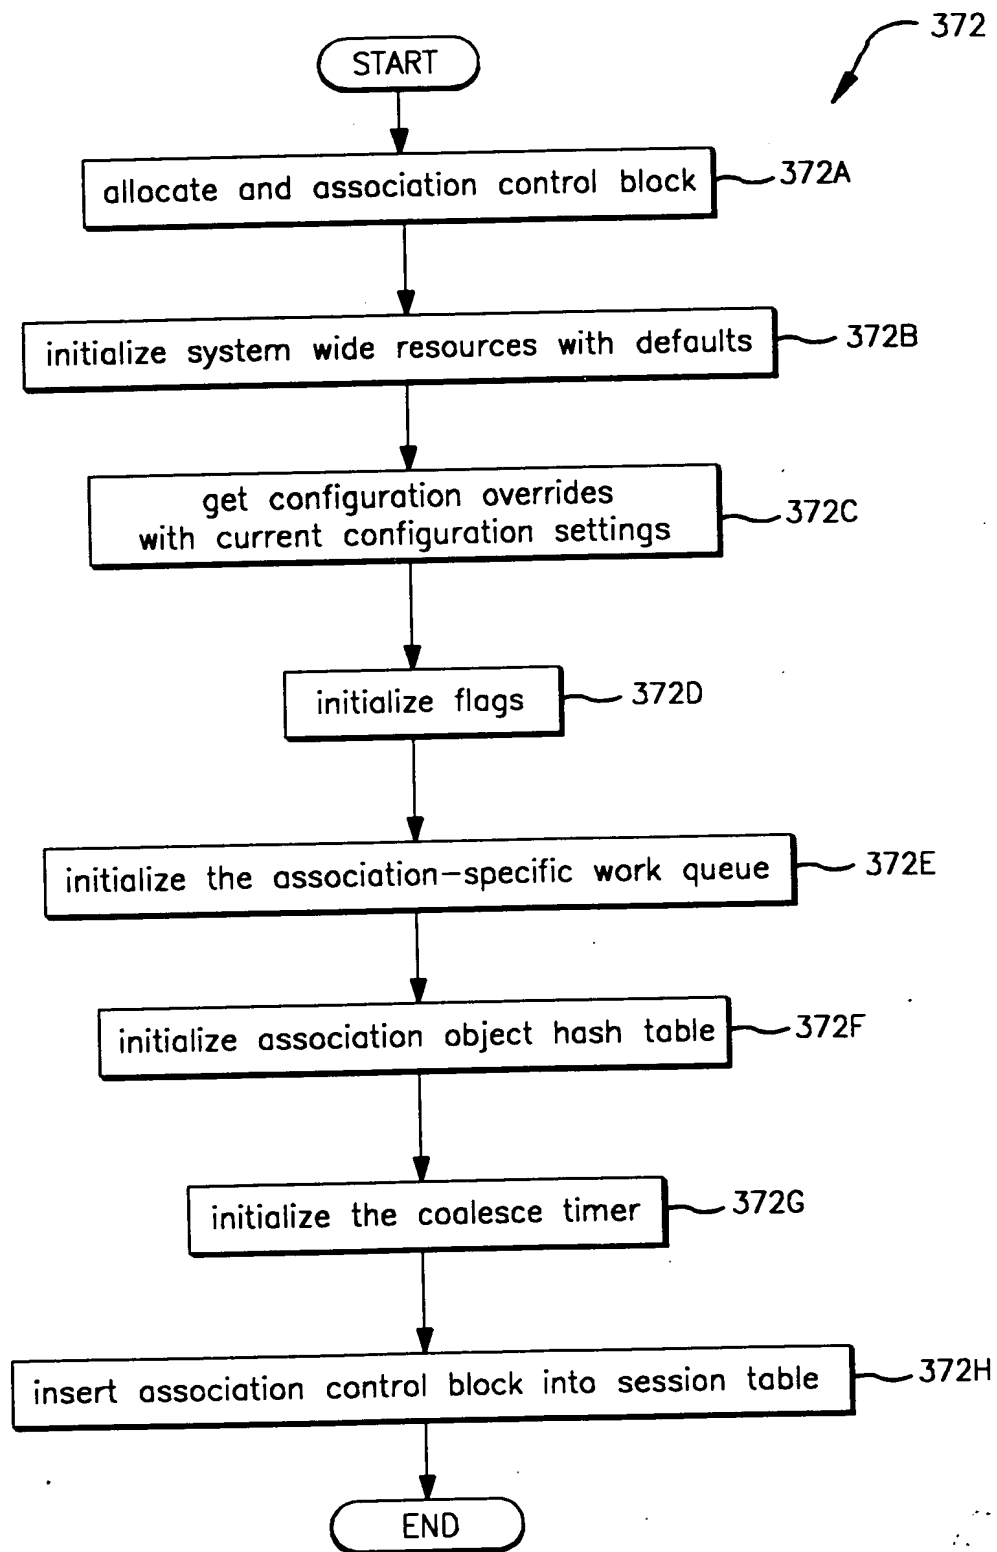 372
START
allocate and association control block
372A
initialize system wide resources with defaults
372B
get configuration overrides
with current configuration settings
372C
initialize flags
372D
initialize the association-specific work queue
372E
initialize association object hash table
372F
initialize the coalesce timer
372G
insert association control block into session table
372H
END